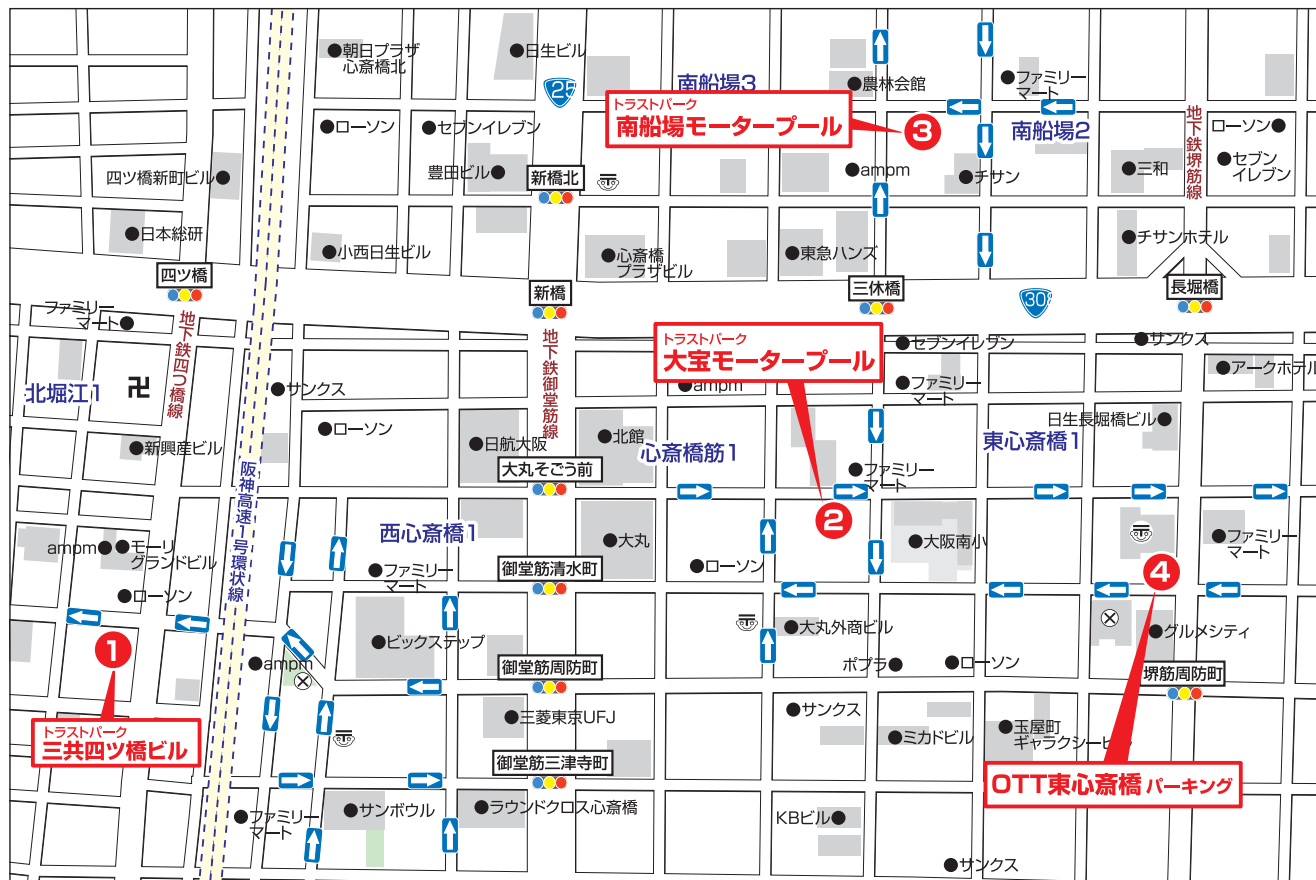 朝日プラザ
心斎橋北
日生ビル
25
南船場3
農林会館
ファミリー
マート
トラストパーク
南船場モータープール
3
南船場2
地下鉄堺筋線
ローソン
ローソン
セブンイレブン
セブン
イレブン
四ツ橋新町ビル
豊田ビル
新橋北
ampm
チサン
三和
日本総研
小西日生ビル
心斎橋
プラザビル
東急ハンズ
チサンホテル
四ツ橋
新橋
三休橋
308
長堀橋
ファミリー
マート
地下鉄四つ橋線
地下鉄御堂筋線
トラストパーク
大宝モータープール
セブンイレブン
サンクス
アークホテル
北堀江1
卍
サンクス
ampm
ファミリー
マート
新興産ビル
ローソン
日航大阪
北館
心斎橋筋1
東心斎橋1
日生長堀橋ビル
阪神高速1号環状線
大丸そごう前
ファミリー
マート
2
西心斎橋1
大丸
大阪南小
ファミリー
マート
ampm
モーリ
グランドビル
ファミリー
マート
御堂筋清水町
ローソン
4
ローソン
ビックステップ
大丸外商ビル
グルメシティ
1
ampm
御堂筋周防町
ポプラ
ローソン
堺筋周防町
トラストパーク
三共四ツ橋ビル
三菱東京UFJ
サンクス
ミカドビル
玉屋町
ギャラクシービル
御堂筋三津寺町
OTT東心斎橋 パーキング
ファミリー
マート
サンボウル
ラウンドクロス心斎橋
KBビル
サンクス